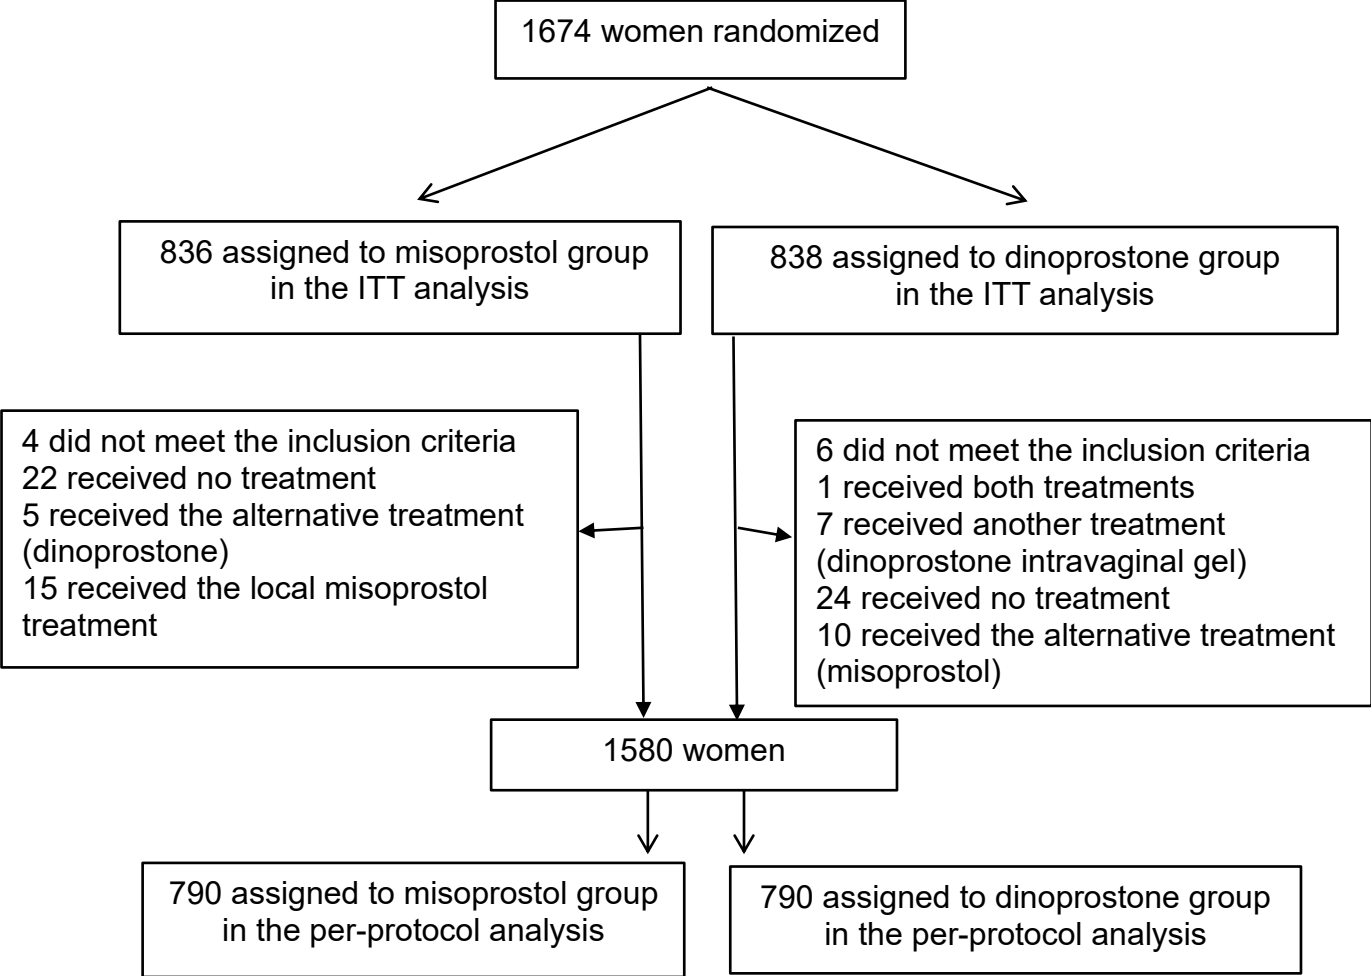 1674 women randomized
836 assigned to misoprostol group
in the ITT analysis
838 assigned to dinoprostone group
in the ITT analysis
4 did not meet the inclusion criteria
22 received no treatment
5 received the alternative treatment
(dinoprostone)
15 received the local misoprostol
treatment
6 did not meet the inclusion criteria
1 received both treatments
7 received another treatment
(dinoprostone intravaginal gel)
24 received no treatment
10 received the alternative treatment
(misoprostol)
1580 women
790 assigned to misoprostol group
in the per-protocol analysis
790 assigned to dinoprostone group
in the per-protocol analysis